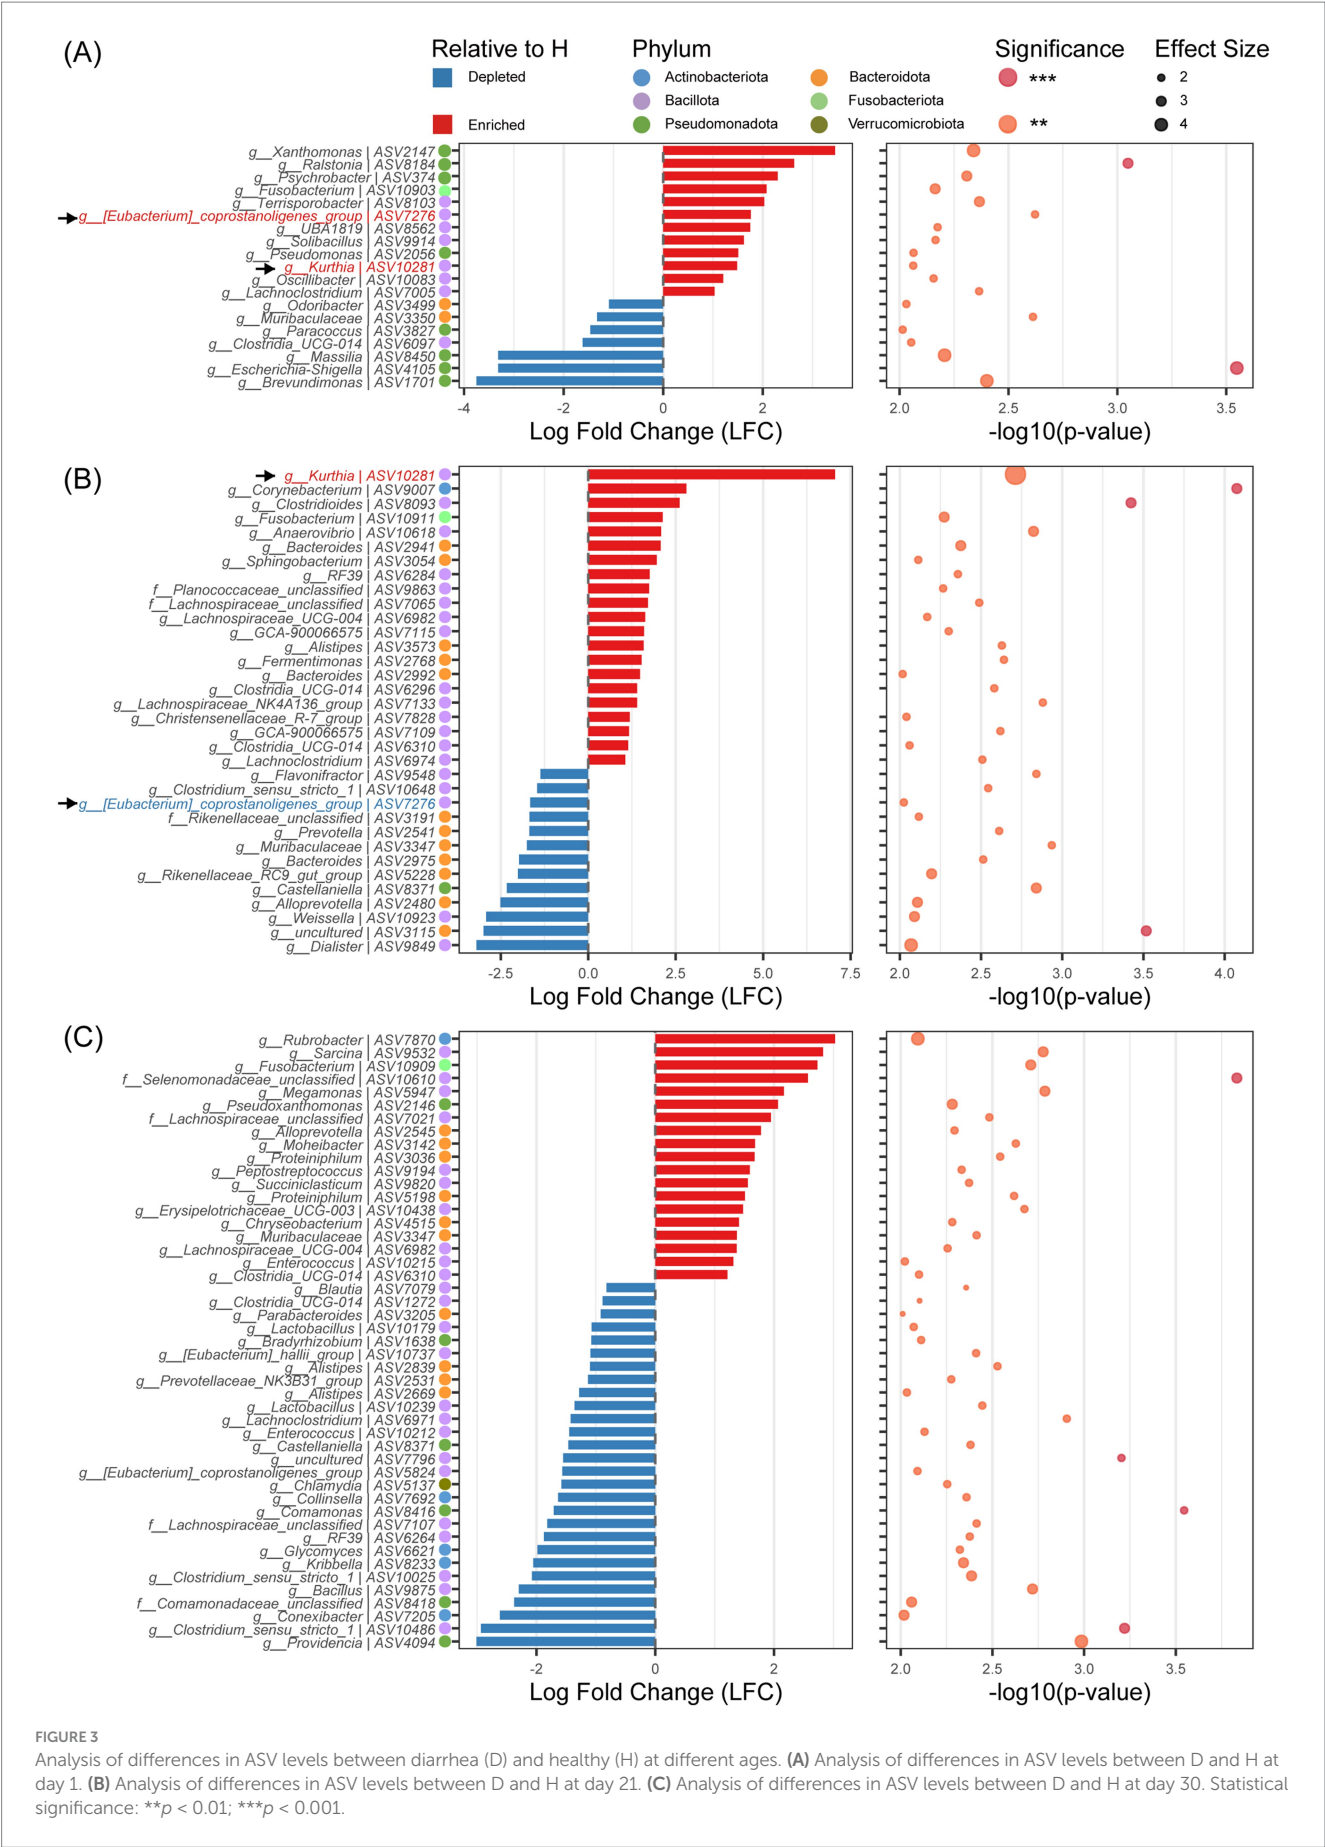 (A)
Relative to H
Depleted
Enriched
Phylum
Actinobacteriota
Bacillota
Pseudomonadota
Bacteroidota
Fusobacteriota
Verrucomicrobiota
Significance
***
**
Effect Size
2
3
4
g__Xanthomonas | ASV2147
g__Ralstonia | ASV8184
g__Psychrobacter | ASV374
g__Fusobacterium | ASV10903
g__Terrisporobacter | ASV8103
g__[Eubacterium]_coprostanoligenes_group | ASV7276
g__UBA1819 | ASV8562
g__Solibacillus | ASV9914
g__Pseudomonas | ASV2056
g__Kurthia | ASV10281
g__Oscillibacter | ASV10083
g__Lachnoclostridium | ASV7005
g__Odoribacter | ASV3499
g__Muribaculaceae | ASV3350
g__Paracoccus | ASV3827
g__Clostridia_UCG-014 | ASV6097
g__Massilia | ASV8450
g__Escherichia-Shigella | ASV4105
g__Brevundimonas | ASV1701
-4 -2 0 2
Log Fold Change (LFC)
2.0 2.5 3.0 3.5
-log10(p-value)
(B)
g__Kurthia | ASV10281
g__Corynebacterium | ASV9007
g__Clostridioides | ASV8093
g__Fusobacterium | ASV10911
g__Anaerovibrio | ASV10618
g__Bacteroides | ASV2941
g__Sphingobacterium | ASV3054
g__RF39 | ASV6284
f__Planococcaceae_unclassified | ASV9863
f__Lachnospiraceae_unclassified | ASV7065
g__Lachnospiraceae_UCG-004 | ASV6982
g__GCA-900066575 | ASV7115
g__Alistipes | ASV3573
g__Fermentimonas | ASV2768
g__Bacteroides | ASV2992
g__Clostridia_UCG-014 | ASV6296
g__Lachnospiraceae_NK4A136_group | ASV7133
g__Christensenellaceae_R-7_group | ASV7828
g__GCA-900066575 | ASV7109
g__Clostridia_UCG-014 | ASV6310
g__Lachnoclostridium | ASV6974
g__Flavonifractor | ASV9548
g__Clostridium_sensu_stricto_1 | ASV10648
g__[Eubacterium]_coprostanoligenes_group | ASV7276
f__Rikenellaceae_unclassified | ASV3191
g__Prevotella | ASV2541
g__Muribaculaceae | ASV3347
g__Bacteroides | ASV2975
g__Rikenellaceae_RC9_gut_group | ASV5228
g__Castellaniella | ASV8371
g__Alloprevotella | ASV2480
g__Weissella | ASV10923
g__uncultured | ASV3115
g__Dialister | ASV9849
-2.5 0.0 2.5 5.0 7.5
Log Fold Change (LFC)
2.0 2.5 3.0 3.5 4.0
-log10(p-value)
(C)
g__Rubrobacter | ASV7870
g__Sarcina | ASV9532
g__Fusobacterium | ASV10909
f__Selenomonadaceae_unclassified | ASV10610
g__Megamonas | ASV5947
g__Pseudoxanthomonas | ASV2146
f__Lachnospiraceae_unclassified | ASV7021
g__Alloprevotella | ASV2545
g__Moheibacter | ASV3142
g__Proteiniphilum | ASV3036
g__Peptostreptococcus | ASV9194
g__Succiniclasticum | ASV9820
g__Proteiniphilum | ASV5198
g__Erysipelotrichaceae_UCG-003 | ASV10438
g__Chryseobacterium | ASV4515
g__Muribaculaceae | ASV3347
g__Lachnospiraceae_UCG-004 | ASV6982
g__Enterococcus | ASV10215
g__Clostridia_UCG-014 | ASV6310
g__Blautia | ASV7079
g__Clostridia_UCG-014 | ASV1272
g__Parabacteroides | ASV3205
g__Lactobacillus | ASV10179
g__Bradyrhizobium | ASV1638
g__[Eubacterium]_hallii_group | ASV10737
g__Alistipes | ASV2839
g__Prevotellaceae_NK3B31_group | ASV2531
g__Alistipes | ASV2669
g__Lactobacillus | ASV10239
g__Lachnoclostridium | ASV6971
g__Enterococcus | ASV10212
g__Castellaniella | ASV8371
g__uncultured | ASV7796
g__[Eubacterium]_coprostanoligenes_group | ASV5824
g__Chlamydia | ASV5137
g__Collinsella | ASV7692
g__Comamonas | ASV8416
f__Lachnospiraceae_unclassified | ASV7107
g__RF39 | ASV6264
g__Glycomyces | ASV6621
g__Kribbella | ASV8233
g__Clostridium_sensu_stricto_1 | ASV10025
g__Bacillus | ASV9875
f__Comamonadaceae_unclassified | ASV8418
g__Conexibacter | ASV7205
g__Clostridium_sensu_stricto_1 | ASV10486
g__Providencia | ASV4094
-2 0 2
Log Fold Change (LFC)
2.0 2.5 3.0 3.5
-log10(p-value)
FIGURE 3
Analysis of differences in ASV levels between diarrhea (D) and healthy (H) at different ages. (A) Analysis of differences in ASV levels between D and H at
day 1. (B) Analysis of differences in ASV levels between D and H at day 21. (C) Analysis of differences in ASV levels between D and H at day 30. Statistical
significance: **p < 0.01; ***p < 0.001.